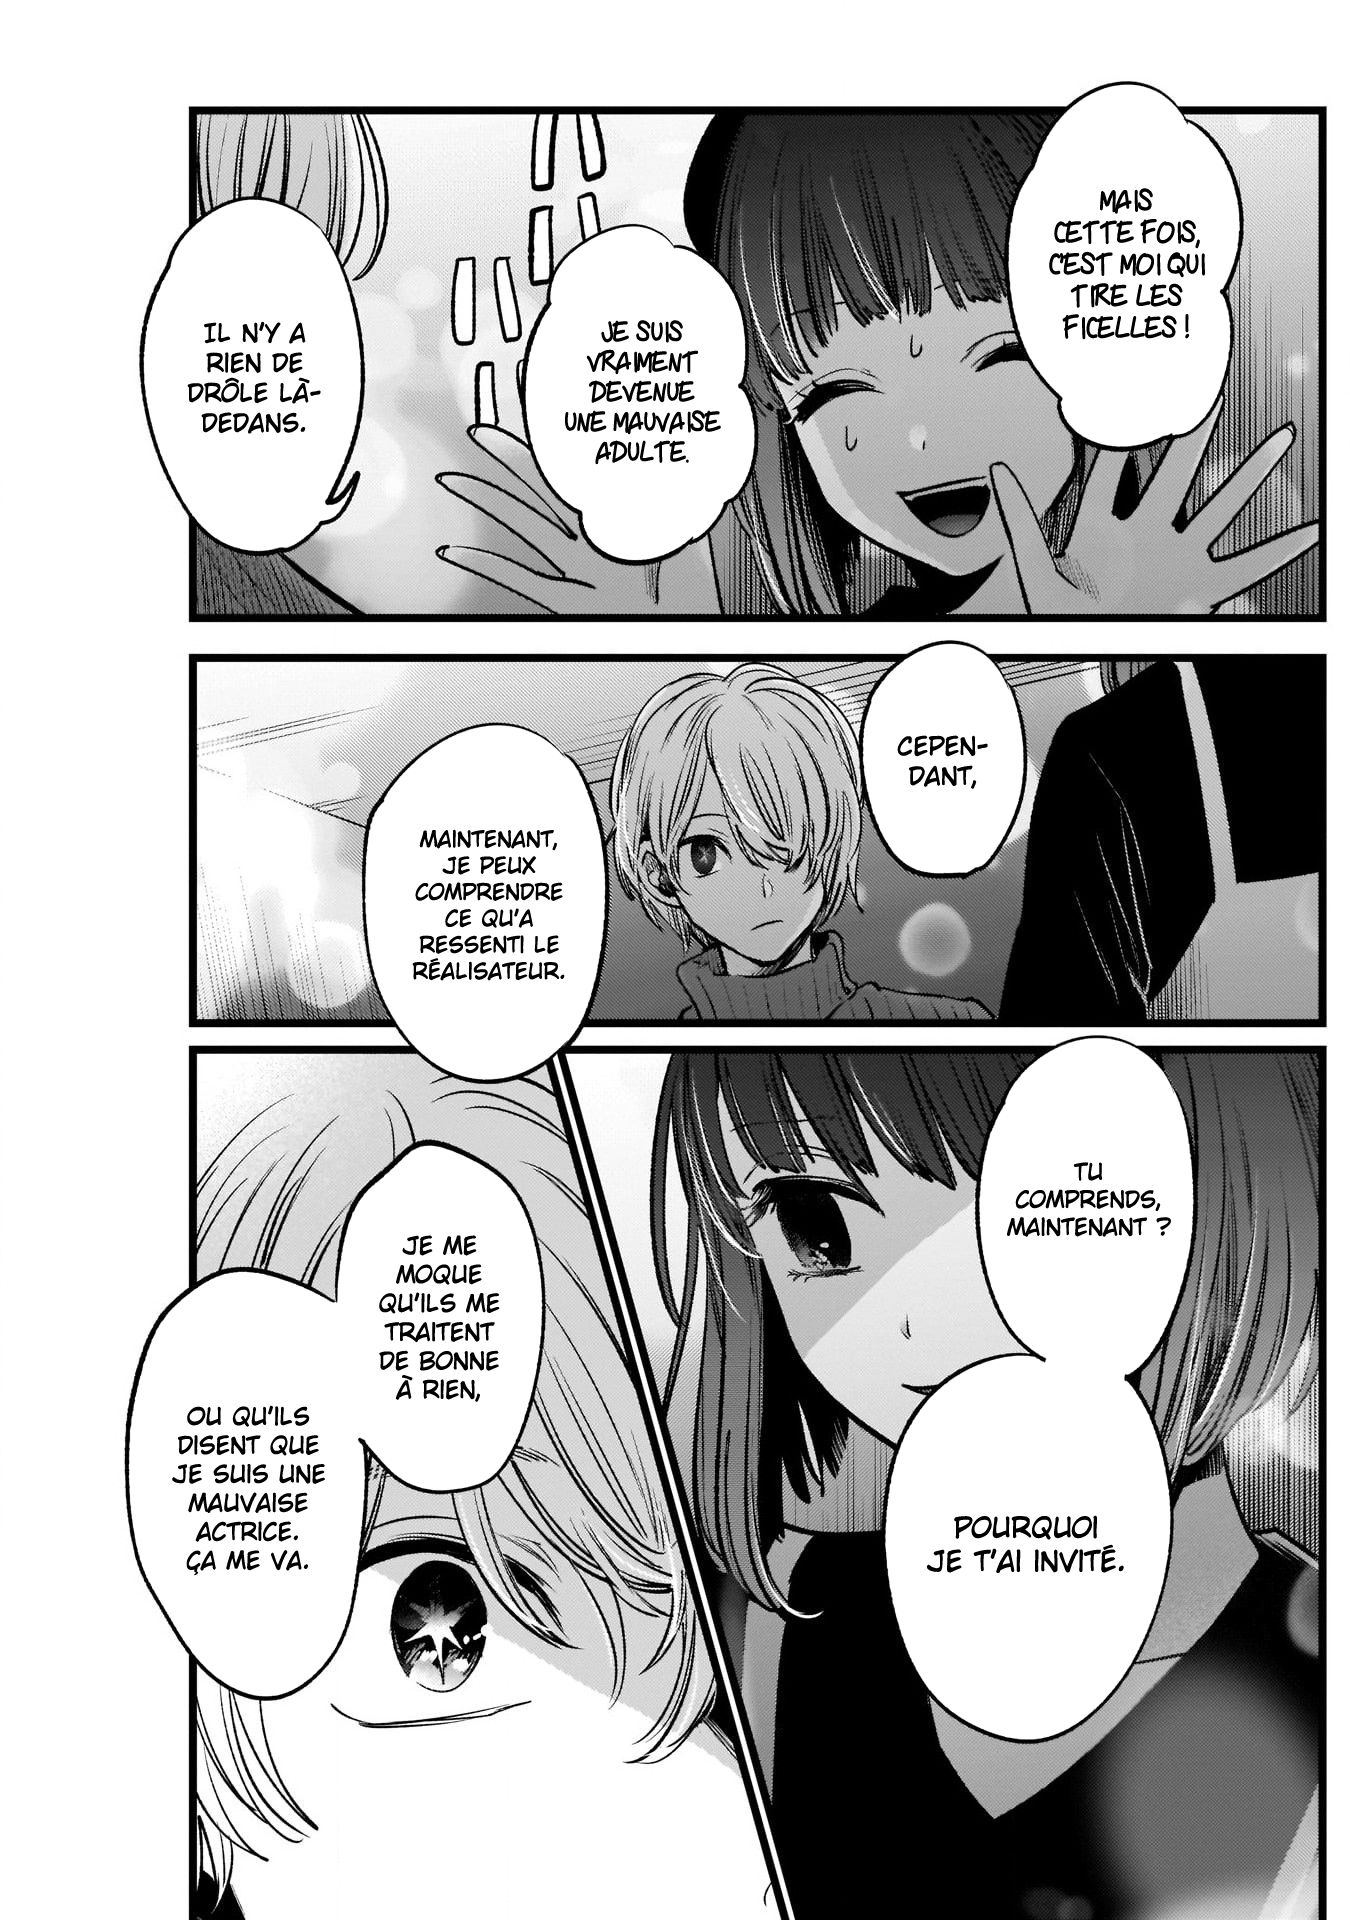 MAIS
CETTE FOIS,
C'EST MOI QUI
TIRE LES
FICELLES !
JE SUIS
VRAIMENT
DEVENUE
UNE MAUVAISE
ADULTE.
IL N'Y A
RIEN DE
DRÔLE LÀ-
DEDANS.
CEPEN-
DANT,
MAINTENANT,
JE PEUX
COMPRENDRE
CE QU'A
RESSENTI LE
RÉALISATEUR.
TU
COMPRENDS,
MAINTENANT ?
POURQUOI
JE T'AI INVITÉ.
JE ME
MOQUE
QU'ILS ME
TRAITENT
DE BONNE
À RIEN,
OU QU'ILS
DISENT QUE
JE SUIS UNE
MAUVAISE
ACTRICE.
ÇA ME VA.